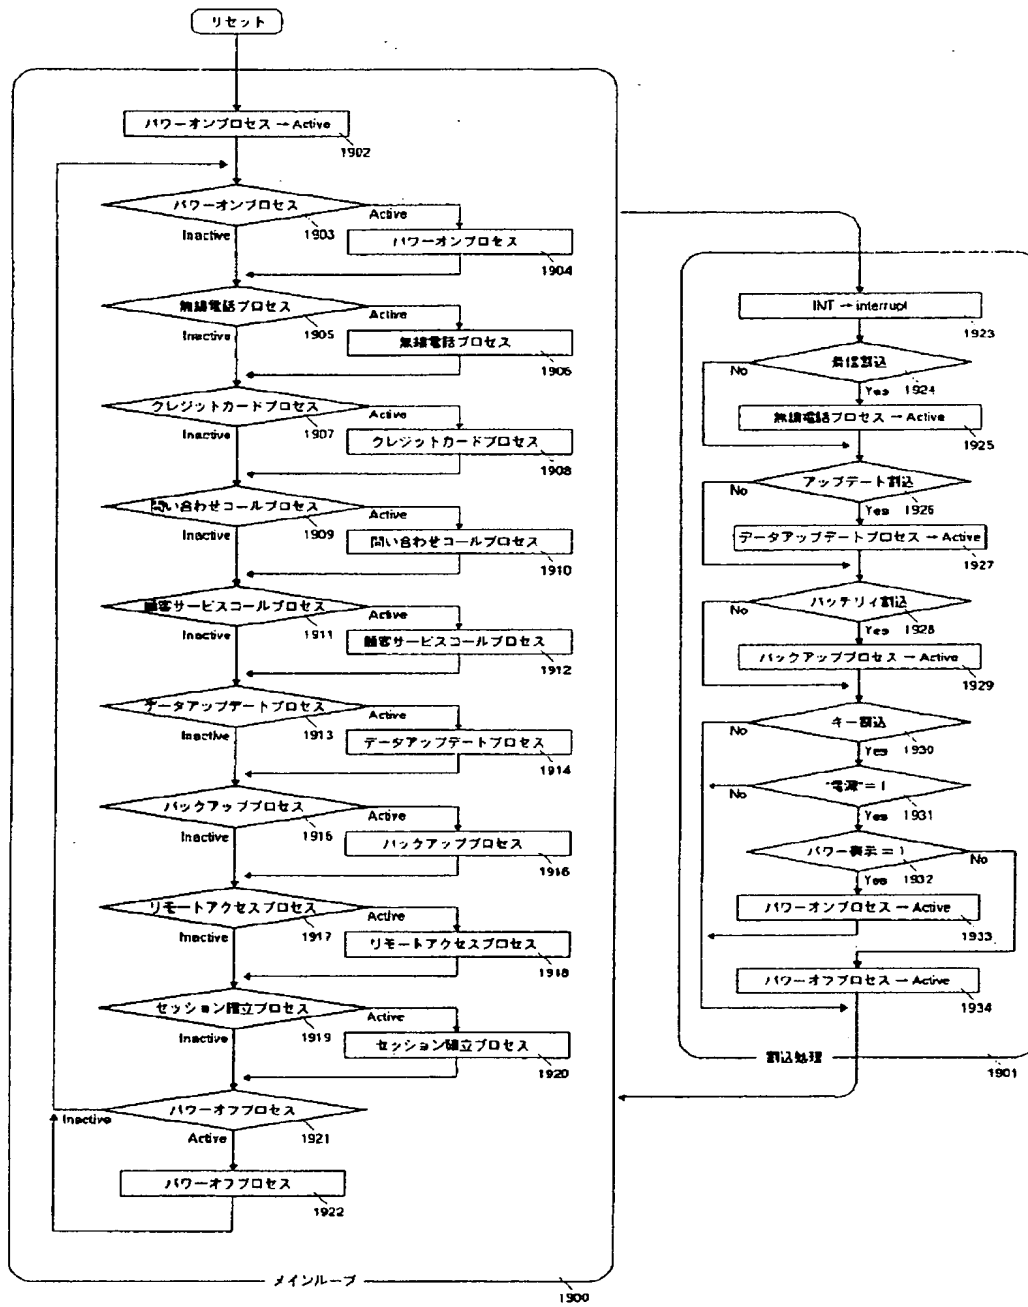 リセット
パワーオンプロセス → Active
1902
パワーオンプロセス
1903
Active
Inactive
パワーオンプロセス
1904
無線電話プロセス
1905
Active
Inactive
無線電話プロセス
1906
クレジットカードプロセス
1907
Active
Inactive
クレジットカードプロセス
1908
問い合わせコールプロセス
1909
Active
Inactive
問い合わせコールプロセス
1910
顧客サービスコールプロセス
1911
Active
Inactive
顧客サービスコールプロセス
1912
データアップデートプロセス
1913
Active
Inactive
データアップデートプロセス
1914
バックアッププロセス
1915
Active
Inactive
バックアッププロセス
1916
リモートアクセスプロセス
1917
Active
Inactive
リモートアクセスプロセス
1918
セッション確立プロセス
1919
Active
Inactive
セッション確立プロセス
1920
パワーオフプロセス
1921
Inactive
Active
パワーオフプロセス
1922
メインループ
1900
INT → interrupt
1923
着信割込
1924
No
Yes
無線電話プロセス → Active
1925
アップデート割込
1926
No
Yes
データアップデートプロセス → Active
1927
バッテリィ割込
1928
No
Yes
バックアッププロセス → Active
1929
キー割込
1930
No
Yes
"電源" = 1
1931
No
Yes
パワー表示 = 1
1932
No
Yes
パワーオンプロセス → Active
1933
パワーオフプロセス → Active
1934
割込処理
1901